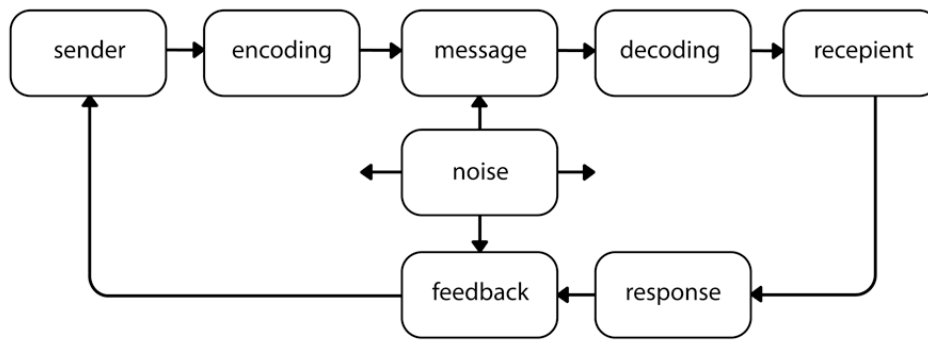 sender
encoding
message
decoding
recepient
noise
feedback
response